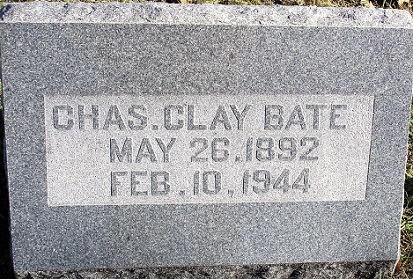 CHAS. CLAY BATE
MAY 26, 1892
FEB. 10, 1944